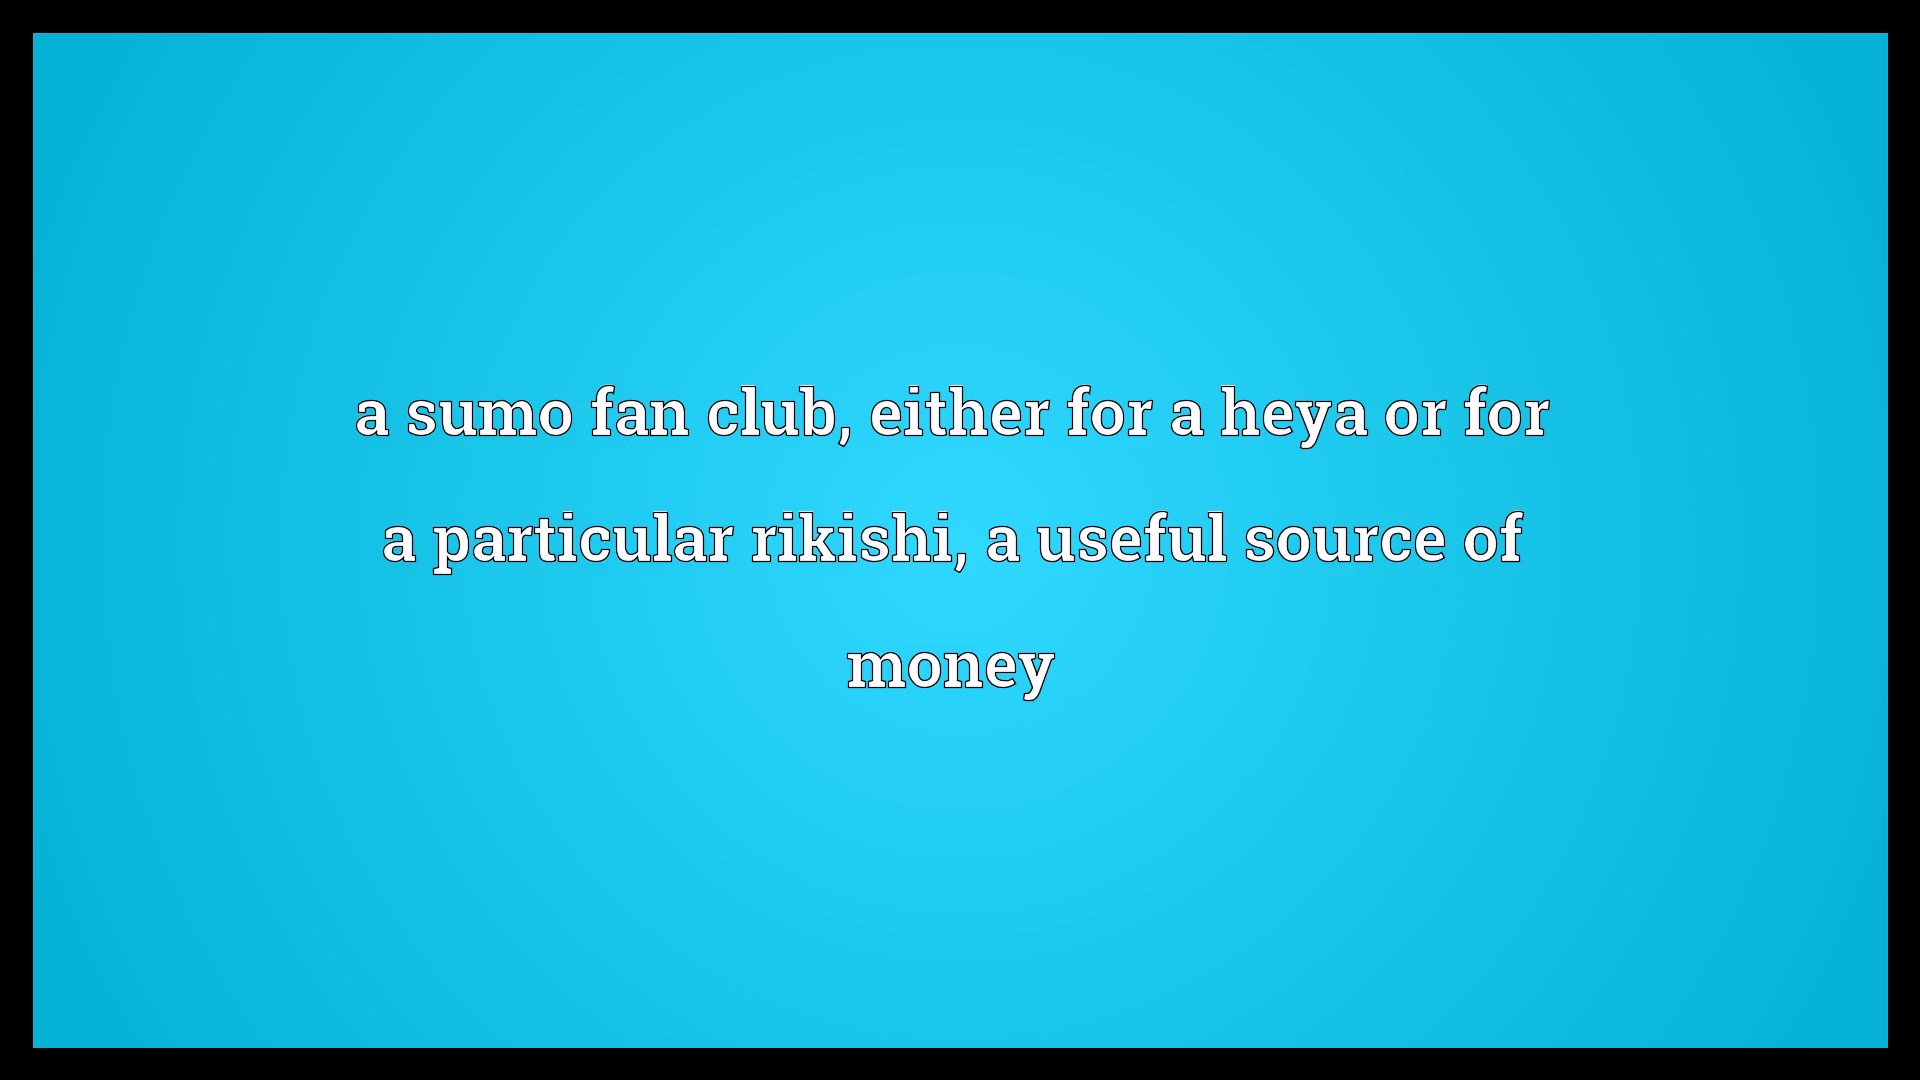 a sumo fan club, either for a heya or for
a particular rikishi, a useful source of
money